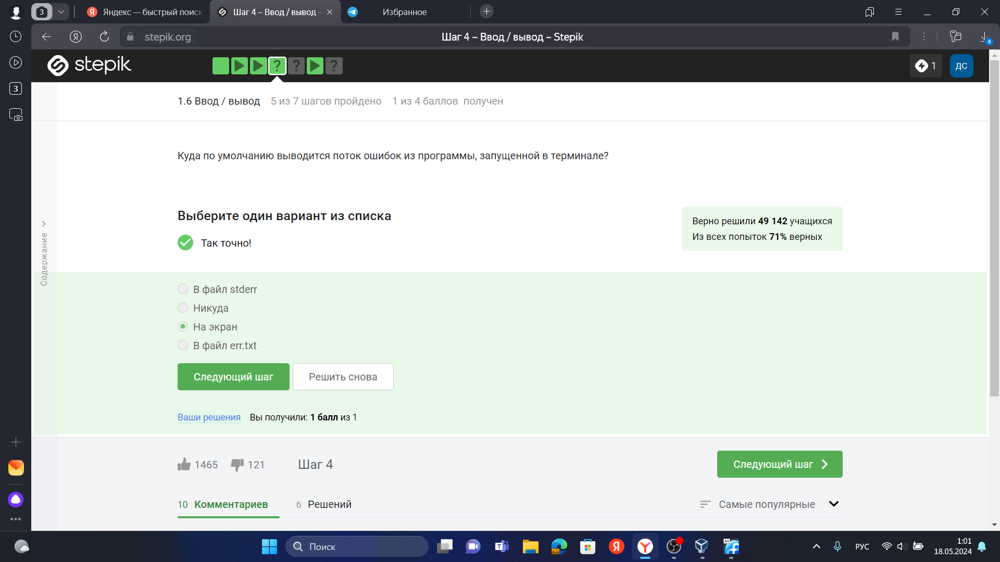 3
Яндекс — быстрый поиск
Шаг 4 – Ввод / вывод –
Избранное
stepik.org
Шаг 4 – Ввод / вывод – Stepik
4
3
stepik
? ? ?
1
ДС
1.6 Ввод / вывод 5 из 7 шагов пройдено 1 из 4 баллов получен
Куда по умолчанию выводится поток ошибок из программы, запущенной в терминале?
Содержание
Выберите один вариант из списка
Так точно!
Верно решили 49 142 учащихся
Из всех попыток 71% верных
В файл stderr
Никуда
На экран
В файл err.txt
Следующий шаг
Решить снова
Ваши решения Вы получили: 1 балл из 1
1465 121 Шаг 4
Следующий шаг
10 Комментариев
6 Решений
Самые популярные
Поиск
64
РУС
1:01
18.05.2024